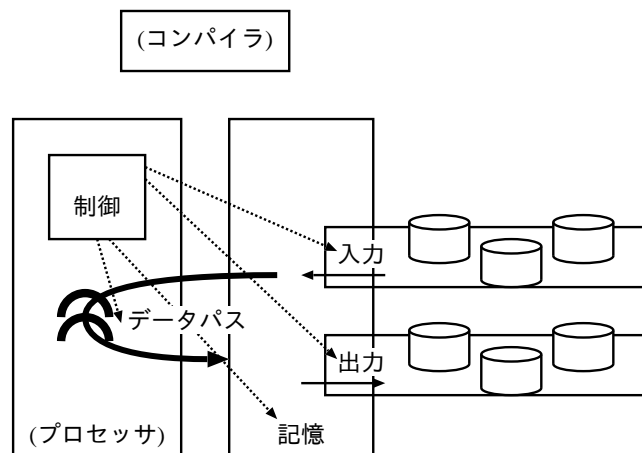 (コンパイラ)
制御
入力
データパス
出力
(プロセッサ)
記憶